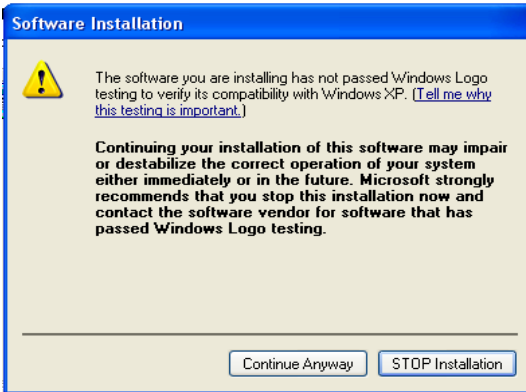 Software Installation
The software you are installing has not passed Windows Logo
testing to verify its compatibility with Windows XP. (Tell me why
this testing is important.)
Continuing your installation of this software may impair
or destabilize the correct operation of your system
either immediately or in the future. Microsoft strongly
recommends that you stop this installation now and
contact the software vendor for software that has
passed Windows Logo testing.
Continue Anyway
STOP Installation